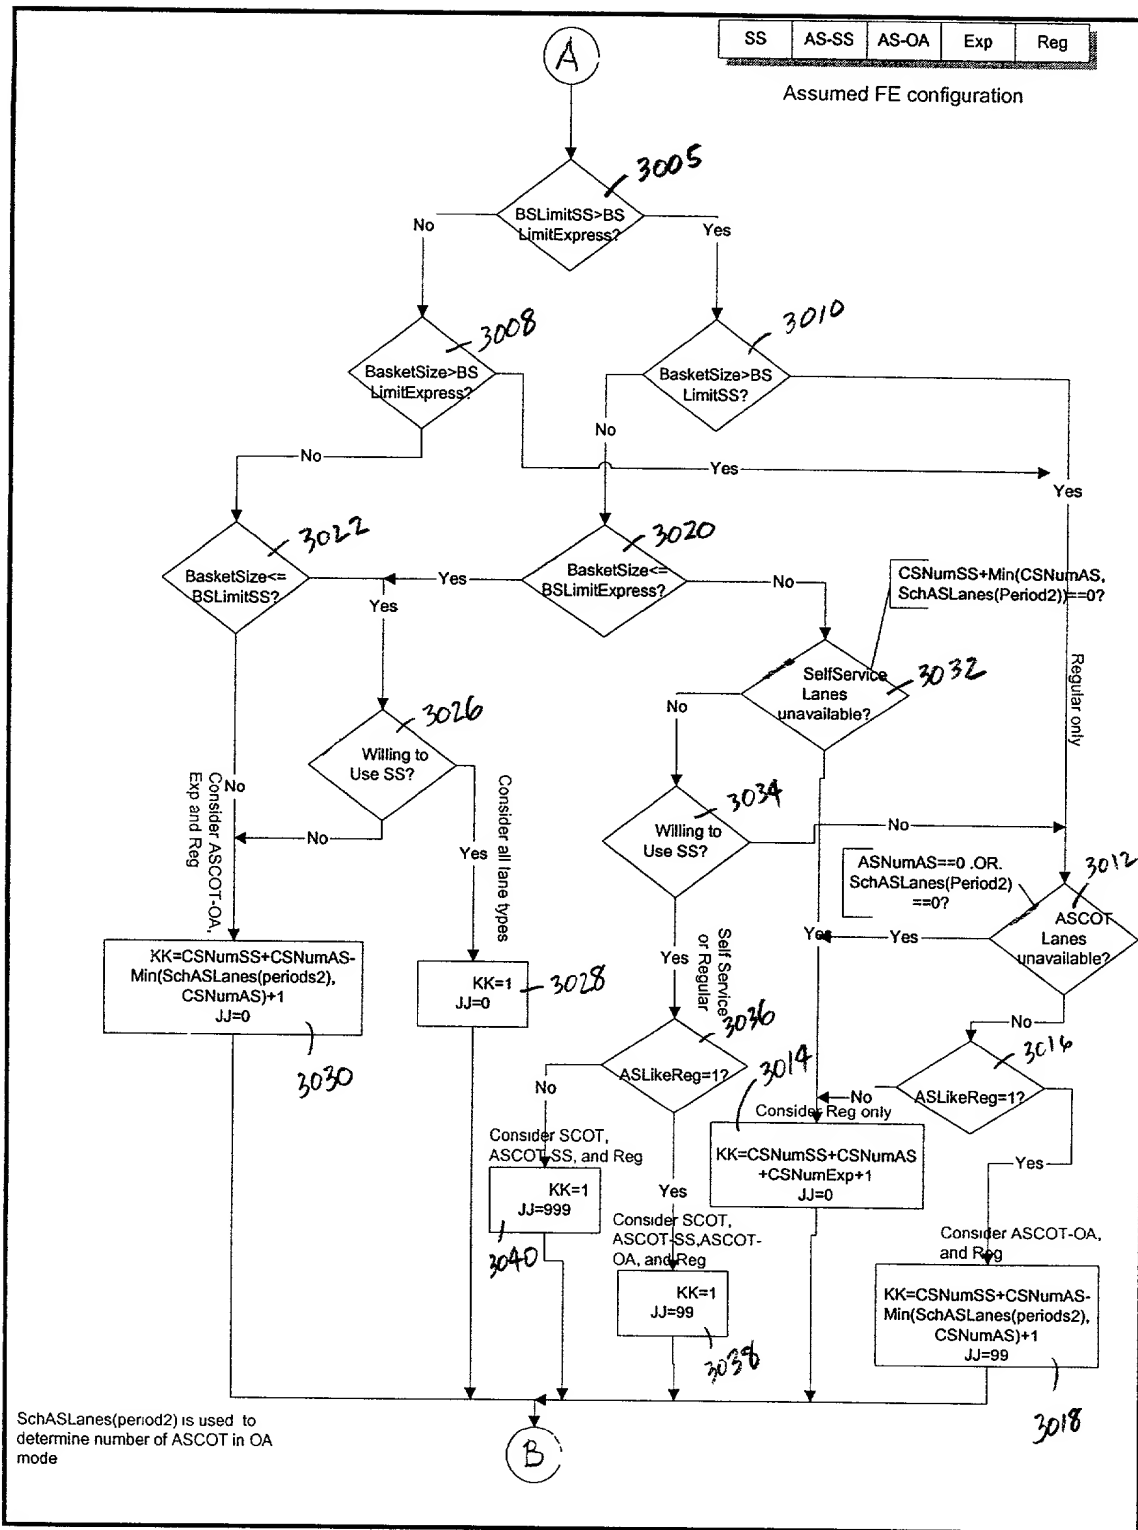 SS AS-SS AS-OA Exp Reg
Assumed FE configuration
A
3005
BSLimitSS>BS
LimitExpress?
No
Yes
3008
BasketSize>BS
LimitExpress?
3010
BasketSize>BS
LimitSS?
No
No
Yes
Yes
3022
BasketSize<=
BSLimitSS?
3020
BasketSize<=
BSLimitExpress?
Yes
Yes
No
CSNumSS+Min(CSNumAS,
SchASLanes(Period2))==0?
3032
SelfService
Lanes
unavailable?
Regular only
No
3026
Willing to
Use SS?
No
Consider ASCOT-OA,
Exp and Reg
No
Yes
Consider all lane types
3034
Willing to
Use SS?
No
ASNumAS==0 .OR.
SchASLanes(Period2)
==0?
3012
ASCOT
Lanes
unavailable?
Yes
Yes
Yes
Self Service
or Regular
No
KK=CSNumSS+CSNumAS-
Min(SchASLanes(periods2),
CSNumAS)+1
JJ=0
3030
KK=1
JJ=0
3028
3036
ASLikeReg=1?
No
Yes
3014
3016
ASLikeReg=1?
No
Yes
Consider Reg only
KK=CSNumSS+CSNumAS
+CSNumExp+1
JJ=0
Consider SCOT,
ASCOT-SS, and Reg
KK=1
JJ=999
3040
Consider SCOT,
ASCOT-SS,ASCOT-
OA, and Reg
KK=1
JJ=99
3038
Consider ASCOT-OA,
and Reg
KK=CSNumSS+CSNumAS-
Min(SchASLanes(periods2),
CSNumAS)+1
JJ=99
3018
SchASLanes(period2) is used to
determine number of ASCOT in OA
mode
B